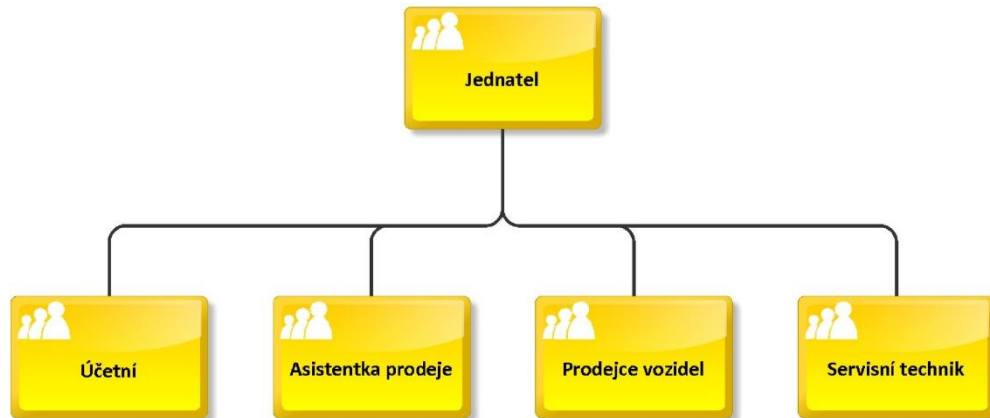 Jednatel
Účetní
Asistentka prodeje
Prodejce vozidel
Servisní technik